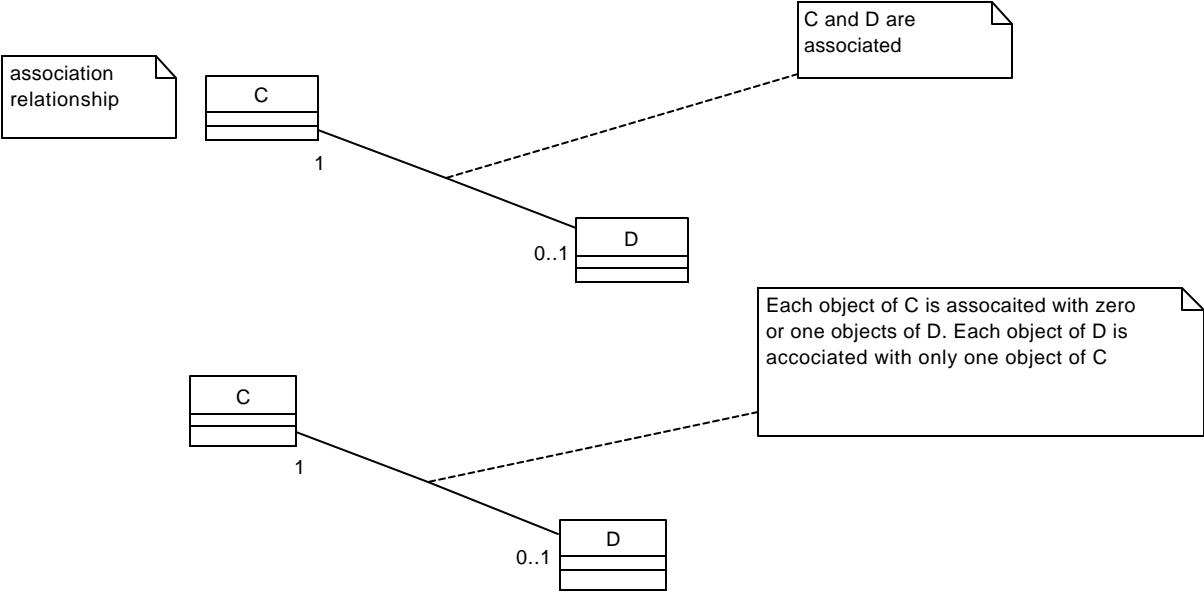 C and D are
associated
association
relationship
C
1
D
0..1
Each object of C is assocaited with zero
or one objects of D. Each object of D is
accociated with only one object of C
C
1
D
0..1